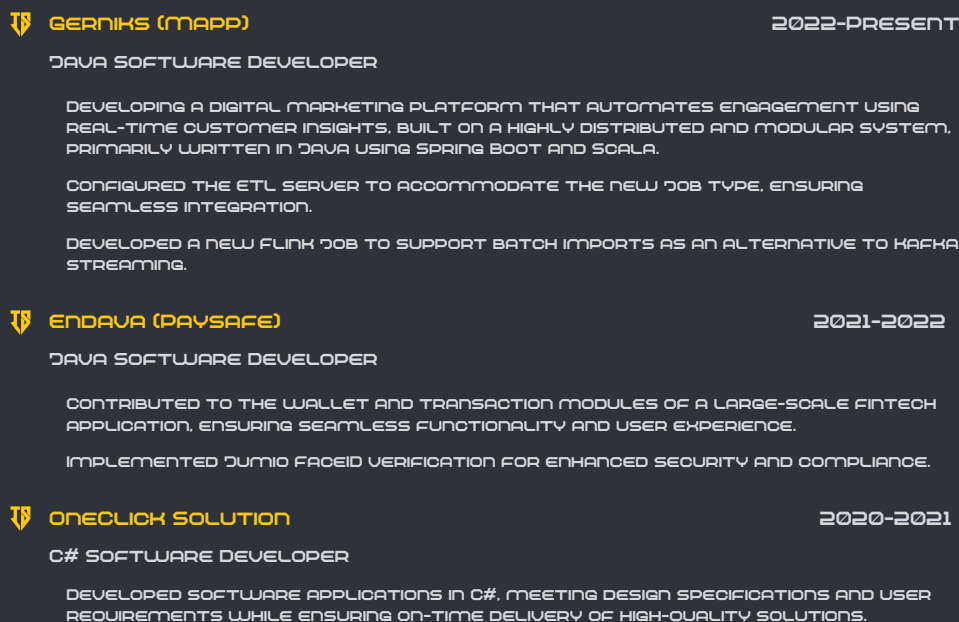 Gerniks (Mapp)
2022-Present
Java Software Developer
Developing a digital marketing platform that automates engagement using
real-time customer insights, built on a highly distributed and modular system,
primarily written in Java using Spring Boot and Scala.
Configured the ETL server to accommodate the new job type, ensuring
seamless integration.
Developed a new Flink job to support batch imports as an alternative to Kafka
streaming.
Endava (Paysafe)
2021-2022
Java Software Developer
Contributed to the wallet and transaction modules of a large-scale fintech
application, ensuring seamless functionality and user experience.
Implemented Jumio FaceID verification for enhanced security and compliance.
OneClick Solution
2020-2021
C# Software Developer
Developed software applications in C#, meeting design specifications and user
requirements while ensuring on-time delivery of high-quality solutions.